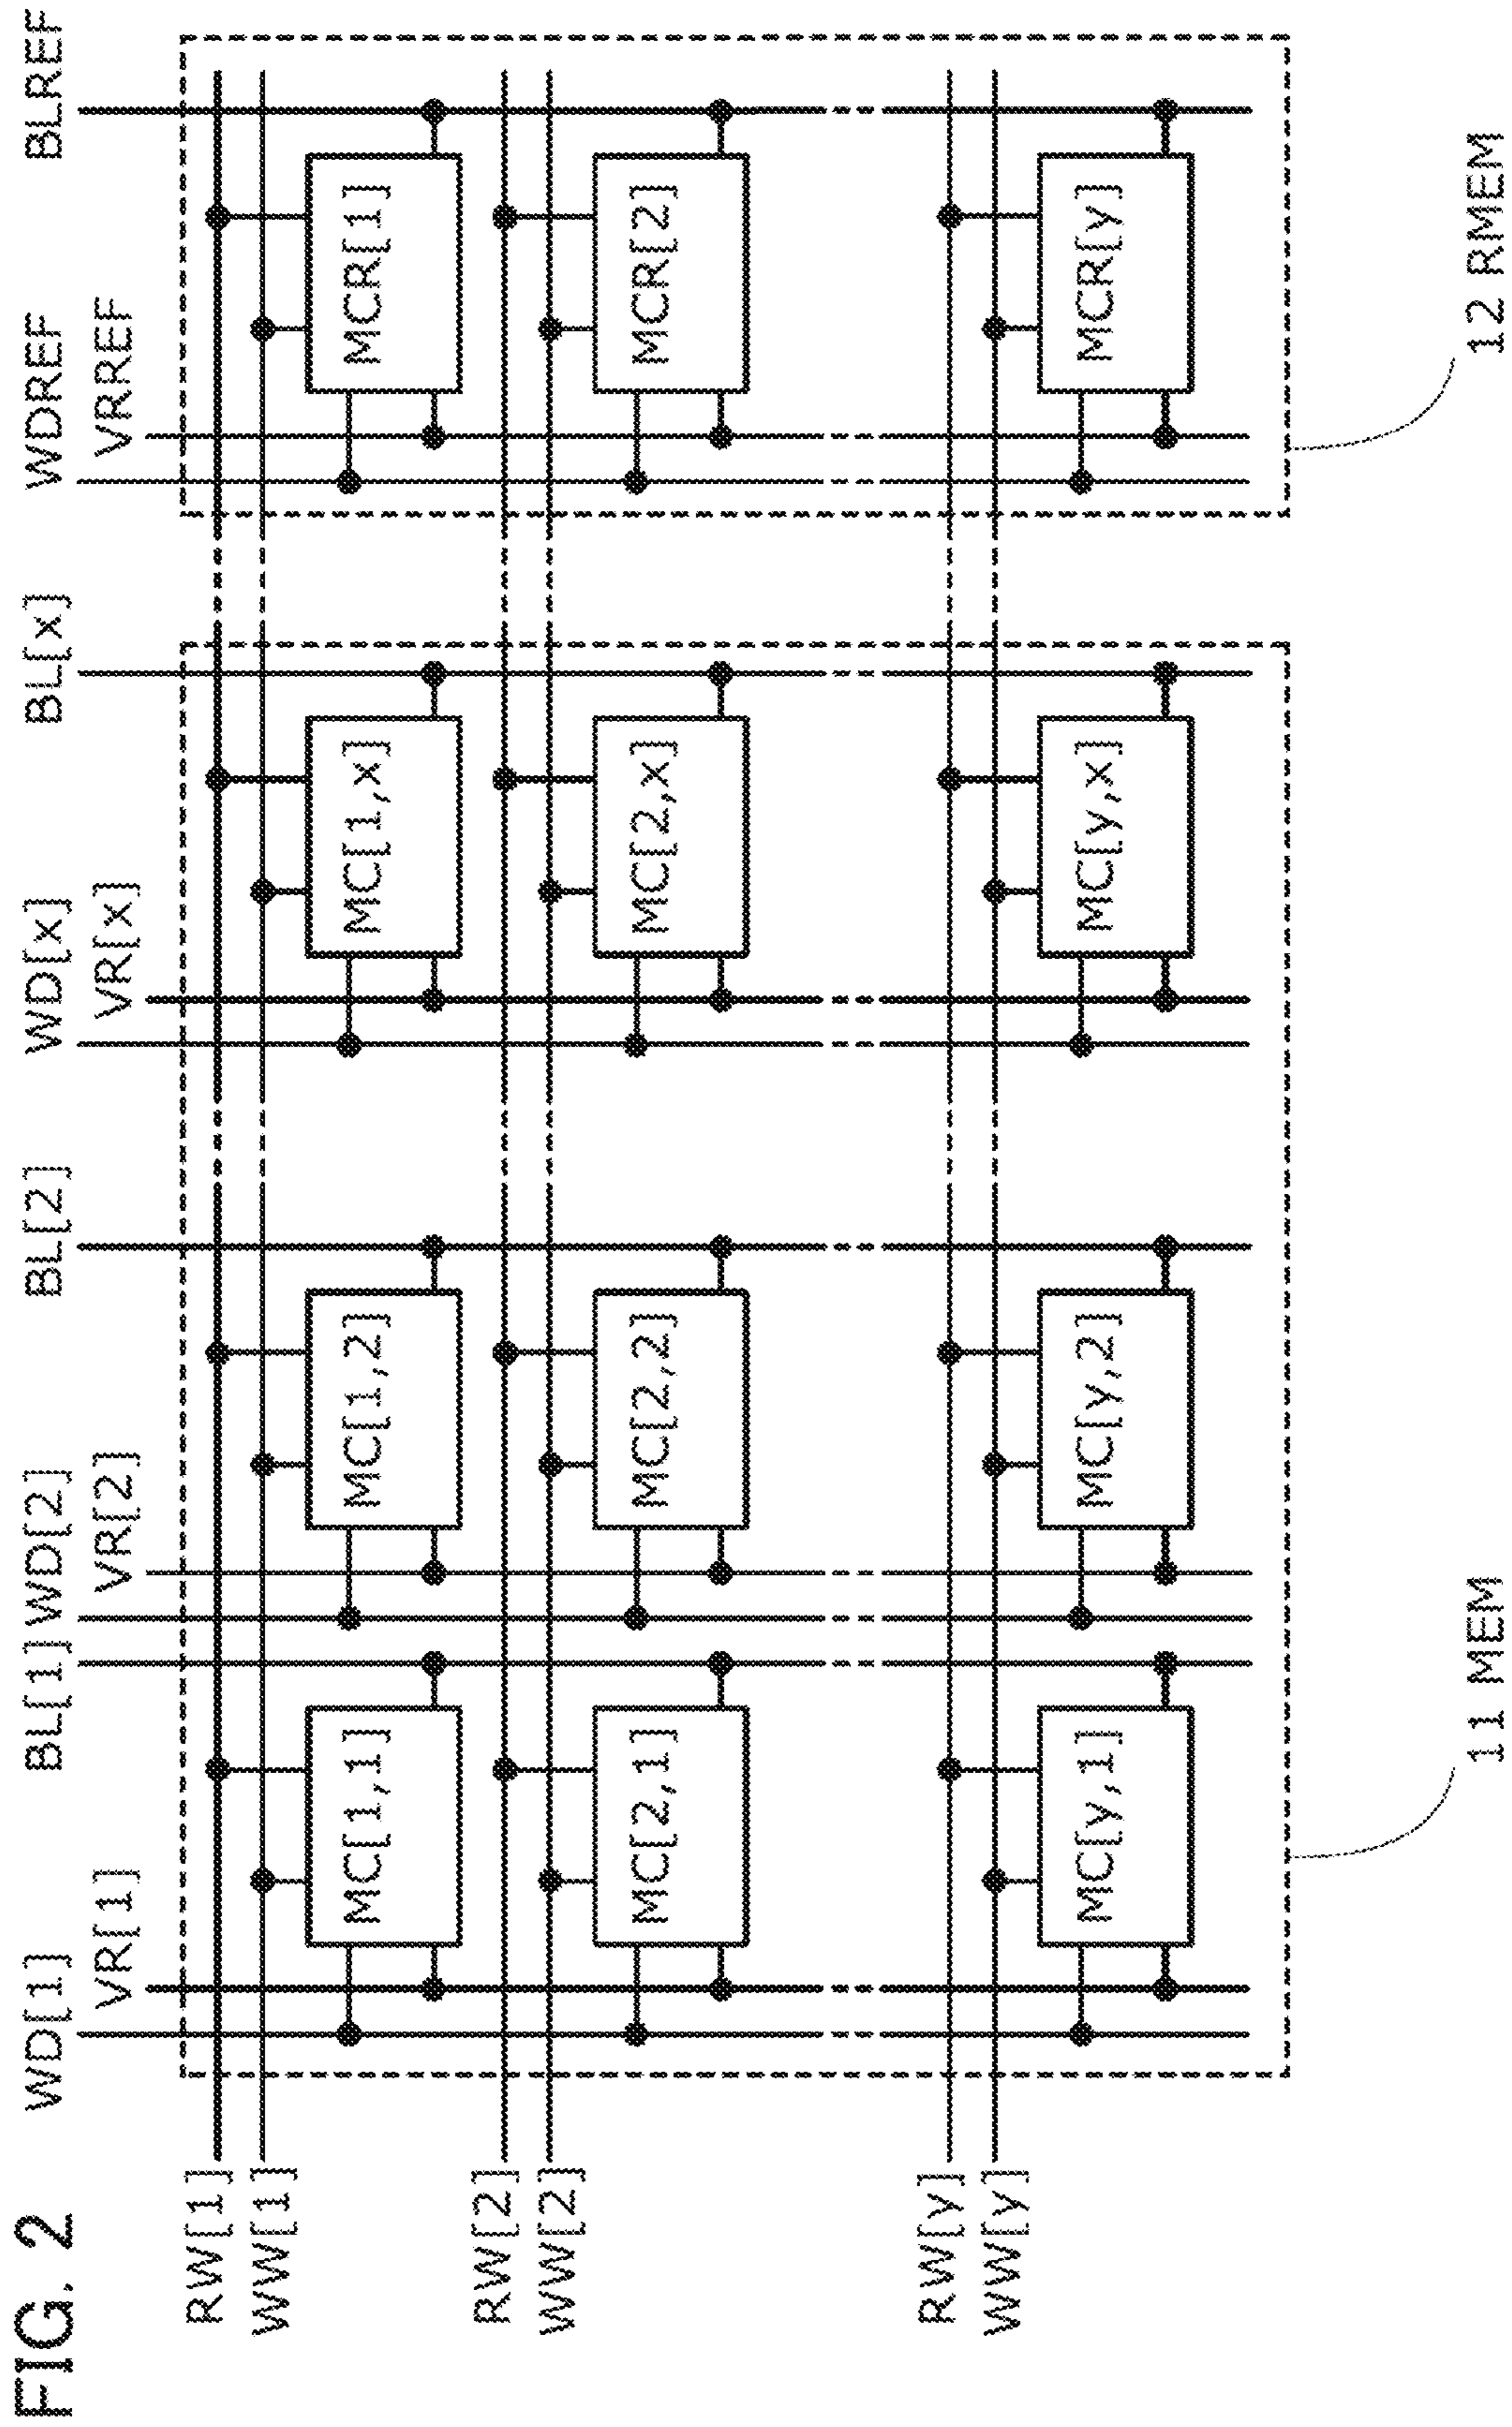 FIG. 2
WD[1]
BL[1]
WD[2]
BL[2]
WD[x]
BL[x]
WDREF
BLREF
VR[1]
VR[2]
VR[x]
VRREF
RW[1]
WW[1]
MC[1,1]
MC[1,2]
MC[1,x]
MCR[1]
RW[2]
WW[2]
MC[2,1]
MC[2,2]
MC[2,x]
MCR[2]
RW[y]
WW[y]
MC[y,1]
MC[y,2]
MC[y,x]
MCR[y]
11 MEM
12 RMEM